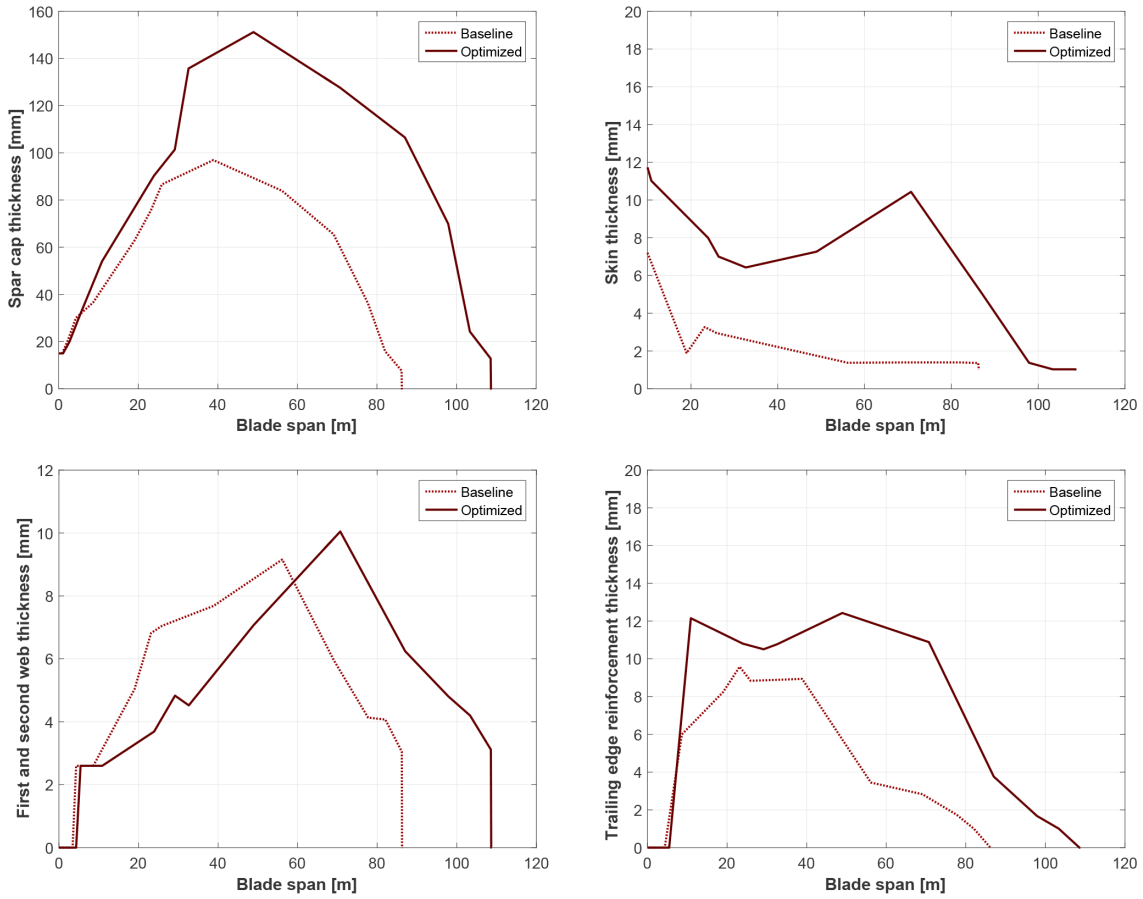 Spar cap thickness [mm]
160
140
120
100
80
60
40
20
0
0 20 40 60 80 100 120
Blade span [m]
Baseline
Optimized
Skin thickness [mm]
20
18
16
14
12
10
8
6
4
2
0
20 40 60 80 100 120
Blade span [m]
Baseline
Optimized
First and second web thickness [mm]
12
10
8
6
4
2
0
0 20 40 60 80 100 120
Blade span [m]
Baseline
Optimized
Trailing edge reinforcement thickness [mm]
20
18
16
14
12
10
8
6
4
2
0
0 20 40 60 80 100 120
Blade span [m]
Baseline
Optimized